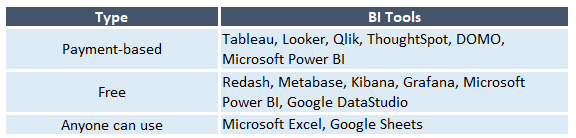 Type BI Tools
Payment-based
Tableau, Looker, Qlik, ThoughtSpot, DOMO,
Microsoft Power BI
Free
Redash, Metabase, Kibana, Grafana, Microsoft
Power BI, Google DataStudio
Anyone can use Microsoft Excel, Google Sheets